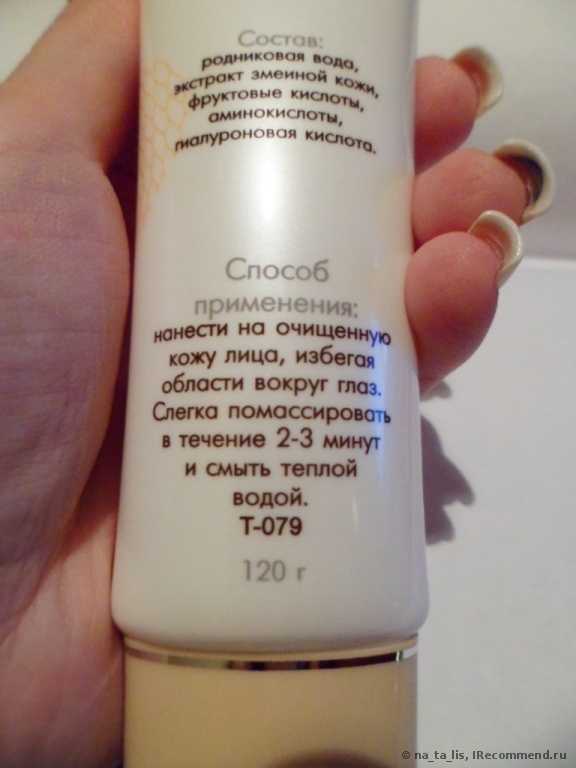 Состав:
родниковая вода,
экстракт змеиной кожи,
фруктовые кислоты,
аминокислоты,
гиалуроновая кислота.
Способ
применения:
нанести на очищенную
кожу лица, избегая
области вокруг глаз.
Слегка помассировать
в течение 2-3 минут
и смыть теплой
водой.
Т-079
120 г
© na_ta_lis, IRecommend.ru